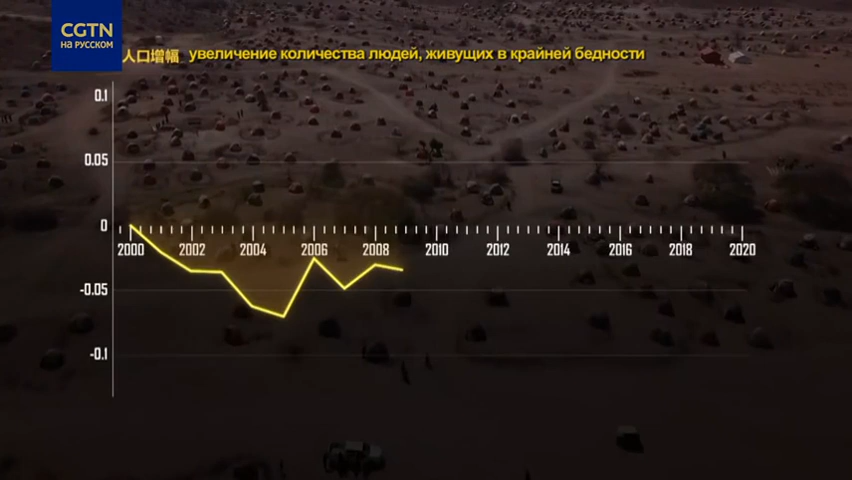 CGTN
НА РУССКОМ
人口增幅 увеличение количества людей, живущих в крайней бедности
0.1
0.05
0
2000 2002 2004 2006 2008 2010 2012 2014 2016 2018 2020
-0.05
-0.1